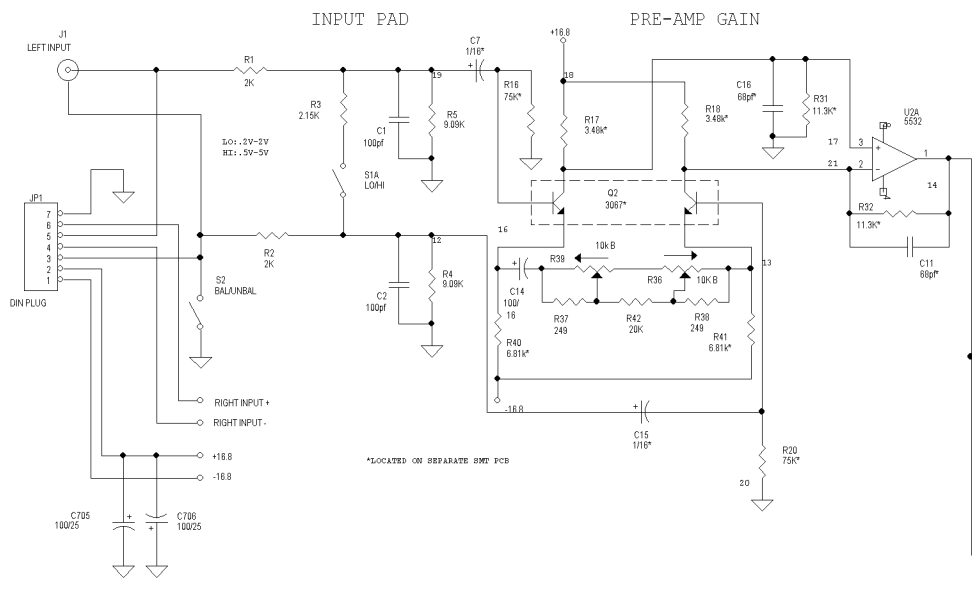 INPUT PAD
PRE-AMP GAIN
J1
LEFT INPUT
R1
2K
C7
1/16*
+16.8
18
19
R16
75K*
R3
2.15K
C1
100pf
R5
9.09K
LO:.2V-2V
HI:.5V-5V
S1A
LO/HI
R17
3.48k*
R18
3.48k*
C16
68pf*
R31
11.3K*
U2A
5532
17
3
+
21
2
-
8
4
1
14
R32
11.3K*
C11
68pf*
Q2
3067*
16
JP1
7
6
5
4
3
2
1
DIN PLUG
R2
2K
12
S2
BAL/UNBAL
C2
100pf
R4
9.09K
R39
10k B
R36
10K B
13
C14
100/
16
R37
249
R42
20K
R38
249
R40
6.81k*
R41
6.81k*
-16.8
RIGHT INPUT +
RIGHT INPUT -
+16.8
-16.8
C15
1/16*
*LOCATED ON SEPARATE SMT PCB
R20
75K*
20
C705
100/25
C706
100/25